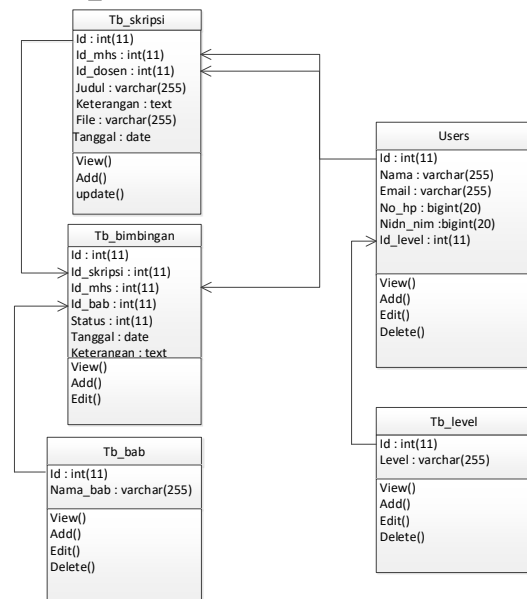 Tb_skripsi
Id : int(11)
Id_mhs : int(11)
Id_dosen : int(11)
Judul : varchar(255)
Keterangan : text
File : varchar(255)
Tanggal : date
View()
Add()
update()
Users
Id : int(11)
Nama : varchar(255)
Email : varchar(255)
No_hp : bigint(20)
Nidn_nim :bigint(20)
Id_level : int(11)
View()
Add()
Edit()
Delete()
Tb_bimbingan
Id : int(11)
Id_skripsi : int(11)
Id_mhs : int(11)
Id_bab : int(11)
Status : int(11)
Tanggal : date
Keterangan : text
View()
Add()
Edit()
Tb_level
Id : int(11)
Level : varchar(255)
View()
Add()
Edit()
Delete()
Tb_bab
Id : int(11)
Nama_bab : varchar(255)
View()
Add()
Edit()
Delete()